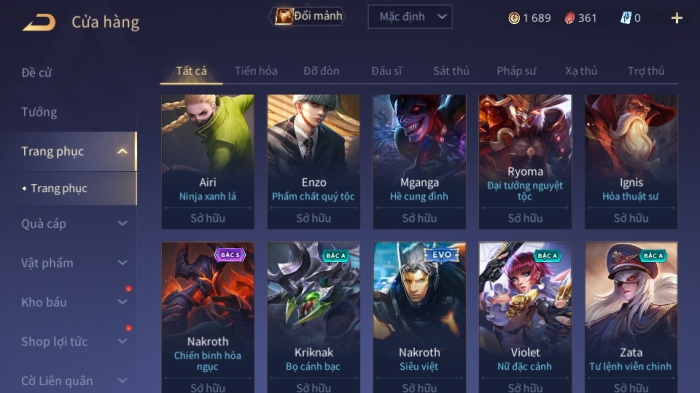 Cửa hàng
Đổi mảnh
Mặc định
1 689
361
0
Đề cử
Tướng
Trang phục
Trang phục
Quà cáp
Vật phẩm
Kho báu
Shop lợi tức
Cờ Liên quân
Tất cả
Tiến hóa
Đỡ đòn
Đấu sĩ
Sát thủ
Pháp sư
Xạ thủ
Trợ thủ
Airi
Ninja xanh lá
Sở hữu
Enzo
Phẩm chất quý tộc
Sở hữu
Mganga
Hề cung đình
Sở hữu
Ryoma
Đại tướng nguyệt
tộc
Sở hữu
Ignis
Hỏa thuật sư
Sở hữu
BẬC S
Nakroth
Chiến binh hỏa
ngục
Sở hữu
BẬC A
Kriknak
Bọ cánh bạc
Sở hữu
EVO
Nakroth
Siêu việt
Sở hữu
BẬC A
Violet
Nữ đặc cảnh
Sở hữu
BẬC A
Zata
Tư lệnh viễn chinh
Sở hữu